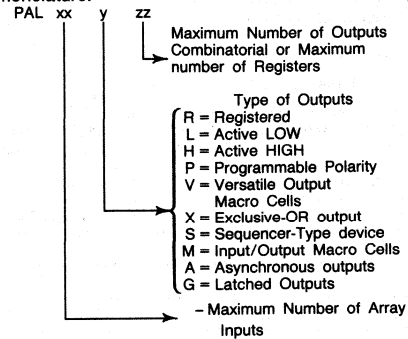 nomenclature.
PAL xx y zz
Maximum Number of Outputs
Combinatorial or Maximum
number of Registers
Type of Outputs
R = Registered
L = Active LOW
H = Active HIGH
P = Programmable Polarity
V = Versatile Output
Macro Cells
X = Exclusive-OR output
S = Sequencer-Type device
M = Input/Output Macro Cells
A = Asynchronous outputs
G = Latched Outputs
– Maximum Number of Array
Inputs